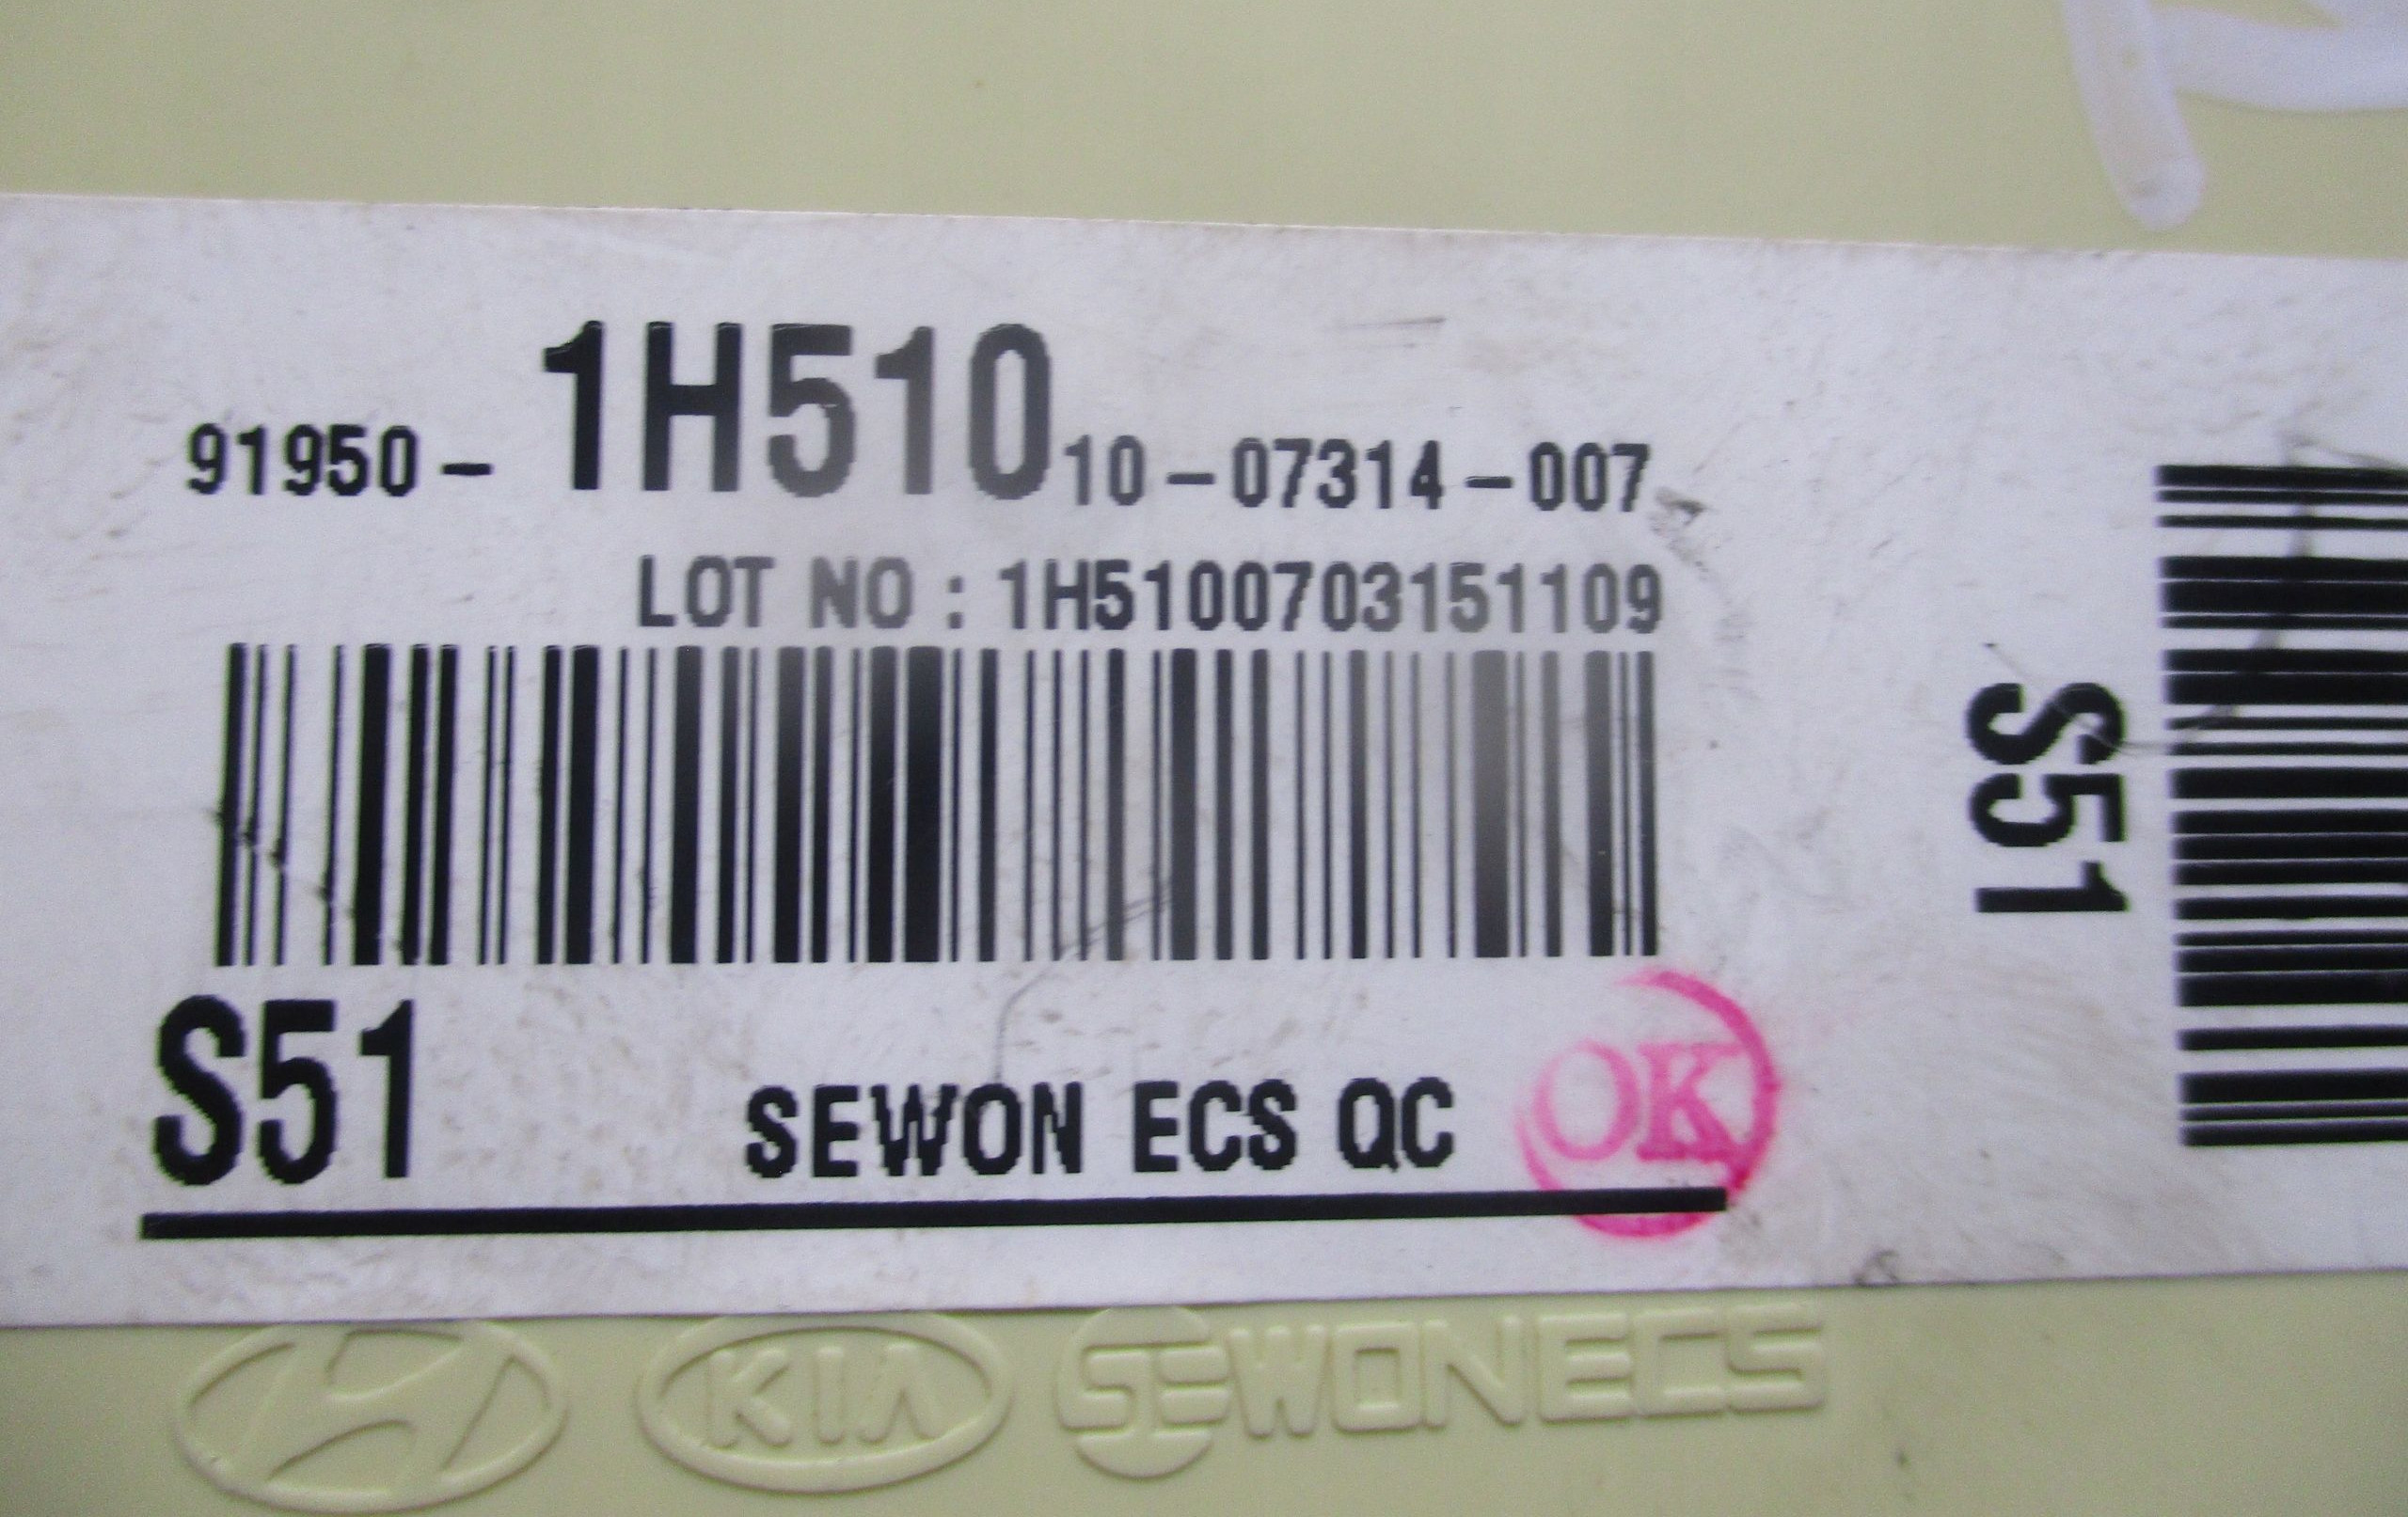 91950-1H510 10-07314-007
LOT NO : 1H5100703151109
S51
SEWON ECS QC
OK
S51
KIA SEWONECS